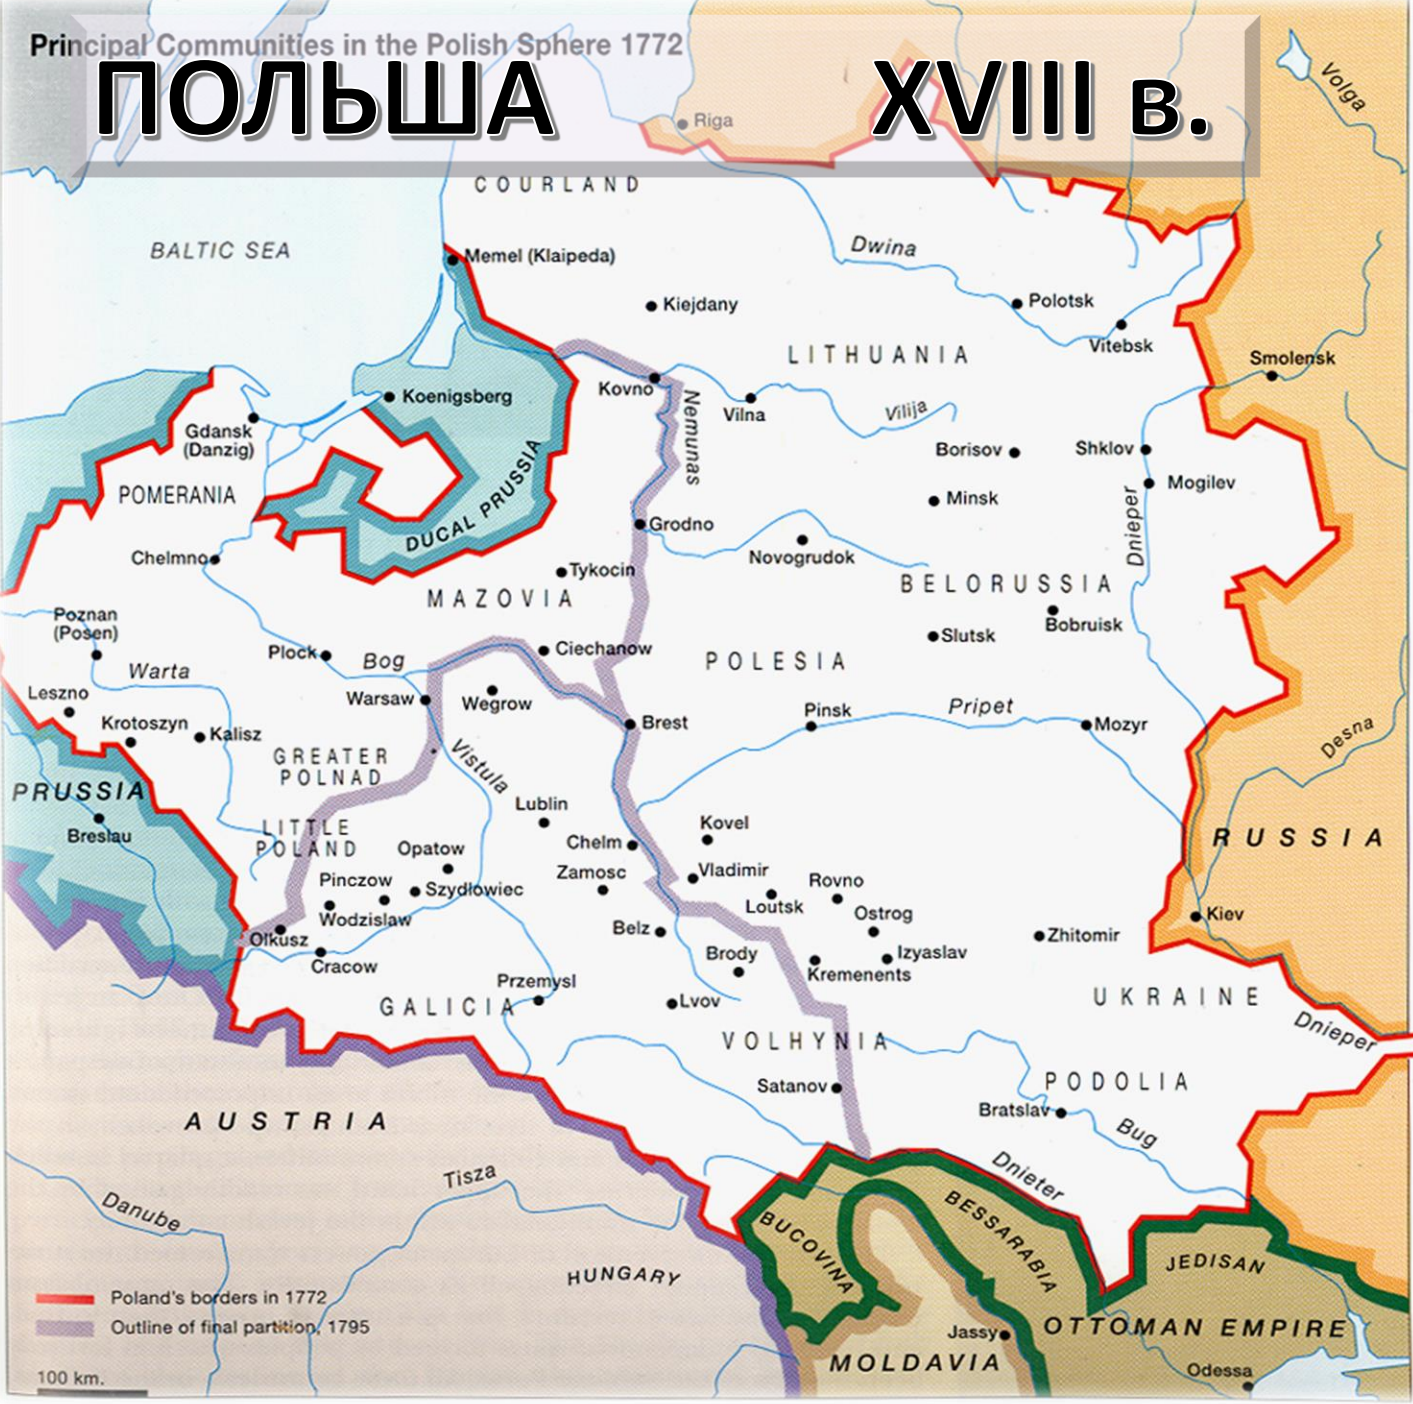 Principal Communities in the Polish Sphere 1772
ПОЛЬША XVIII в.
Volga
Riga
COURLAND
BALTIC SEA
Dwina
Memel (Klaipeda)
Kiejdany
Polotsk
Vitebsk
LITHUANIA
Smolensk
Koenigsberg
Kovno
Nemunas
Vilna
Vilija
Gdansk
(Danzig)
Borisov
Shklov
Mogilev
POMERANIA
Minsk
DUCAL PRUSSIA
Grodno
Dnieper
Chelmno
Novogrudok
Tykocin
BELORUSSIA
MAZOVIA
Poznan
(Posen)
Bobruisk
Slutsk
Plock
Bog
Ciechanow
POLESIA
Warta
Leszno
Warsaw
Wegrow
Krotoszyn
Kalisz
Brest
Pinsk
Pripet
Mozyr
Desna
GREATER
POLNAD
Vistula
PRUSSIA
Breslau
Lublin
LITTLE
POLAND
Kovel
RUSSIA
Opatow
Chelm
Pinczow
Szydlowiec
Zamosc
Vladimir
Rovno
Wodzislaw
Loutsk
Ostrog
Kiev
Olkusz
Belz
Zhitomir
Cracow
Brody
Izyaslav
Kremenents
Przemysl
GALICIA
Lvov
UKRAINE
Dnieper
VOLHYNIA
Satanov
PODOLIA
AUSTRIA
Bratslav
Bug
Tisza
Dnieter
Danube
BUCOVINA
BESSARABIA
JEDISAN
HUNGARY
Poland's borders in 1772
Outline of final partition, 1795
Jassy
OTTOMAN EMPIRE
MOLDAVIA
100 km.
Odessa